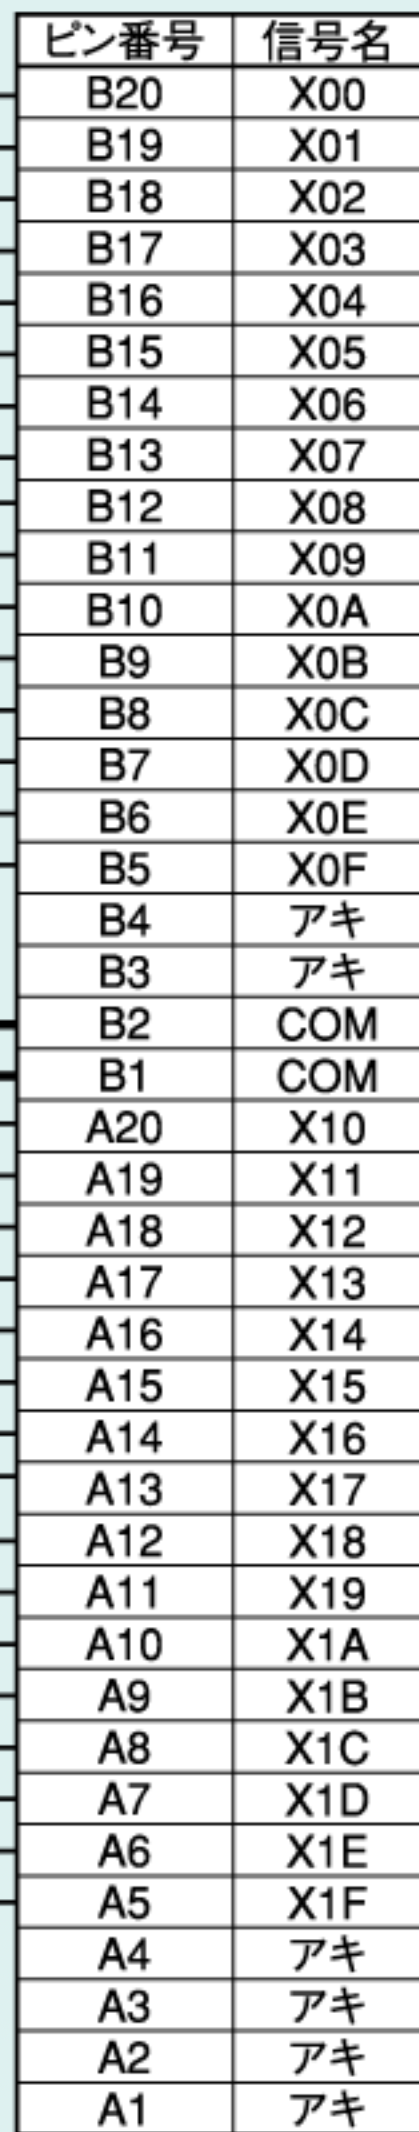 ピン番号 信号名
B20 X00
B19 X01
B18 X02
B17 X03
B16 X04
B15 X05
B14 X06
B13 X07
B12 X08
B11 X09
B10 X0A
B9 X0B
B8 X0C
B7 X0D
B6 X0E
B5 X0F
B4 アキ
B3 アキ
B2 COM
B1 COM
A20 X10
A19 X11
A18 X12
A17 X13
A16 X14
A15 X15
A14 X16
A13 X17
A12 X18
A11 X19
A10 X1A
A9 X1B
A8 X1C
A7 X1D
A6 X1E
A5 X1F
A4 アキ
A3 アキ
A2 アキ
A1 アキ